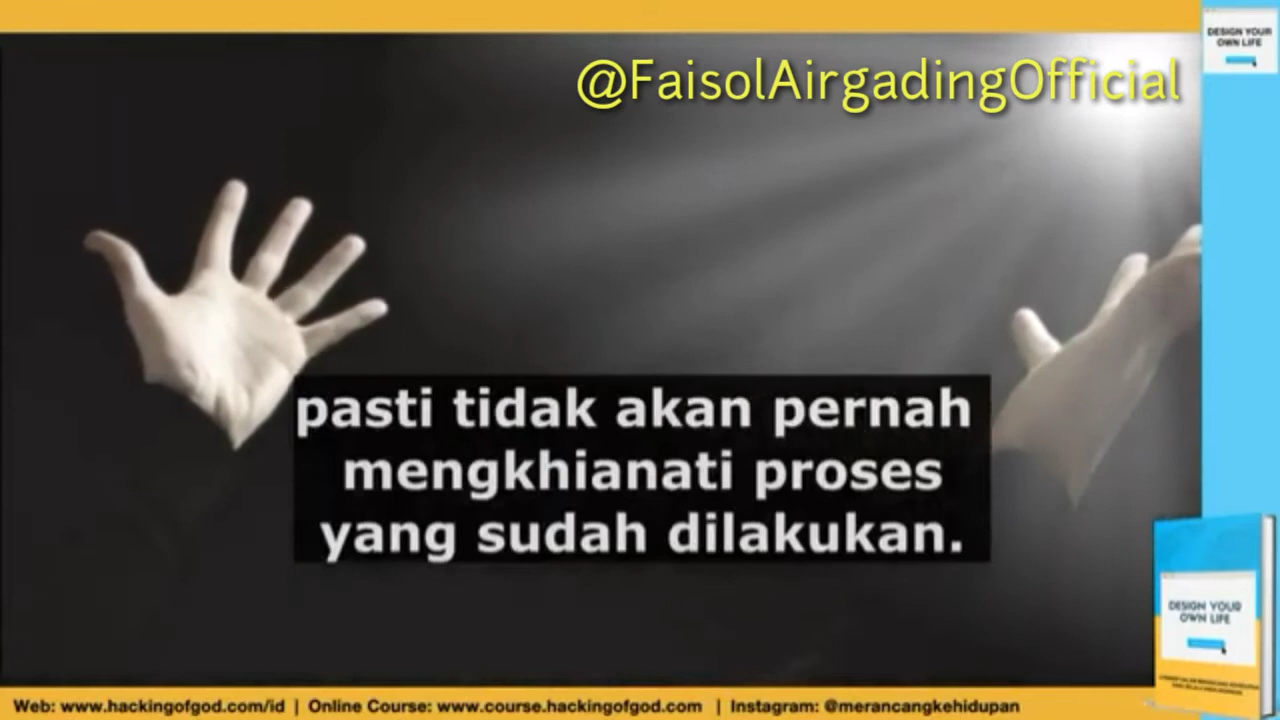 DESIGN YOUR
OWN LIFE
@FaisolAirgadingOfficial
pasti tidak akan pernah
mengkhianati proses
yang sudah dilakukan.
DESIGN YOUR
OWN LIFE
Web: www.hackingofgod.com/id | Online Course: www.course.hackingofgod.com | Instagram: @merancangkehidupan